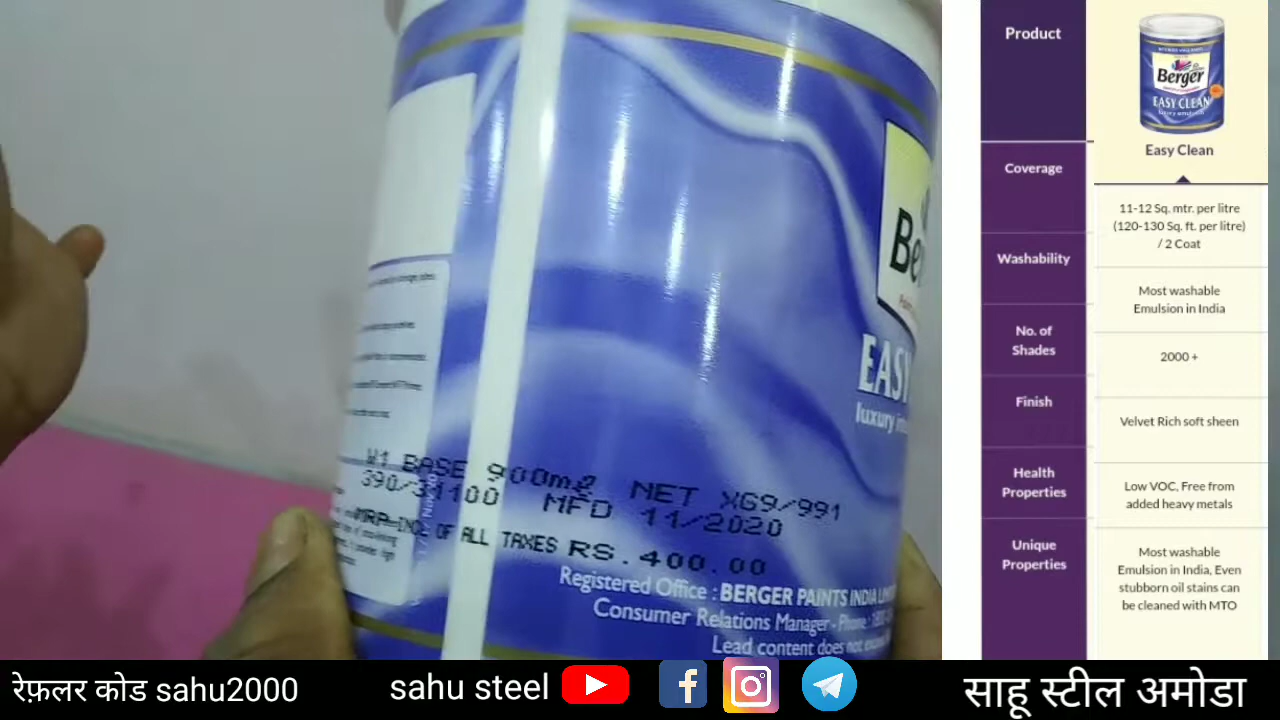 W1 BASE 900mg NET XG9/991
390/31100 MFD 11/2020
MRP INCL OF ALL TAXES RS.400.00
Registered Office : BERGER PAINTS INDIA
Consumer Relations Manager - Phone
Lead content does not
Be
EASY
luxury
Product
Berger
EASY CLEAN
Easy Clean
Coverage
11-12 Sq. mtr. per litre
(120-130 Sq. ft. per litre)
/ 2 Coat
Washability
Most washable
Emulsion in India
No. of
Shades
2000 +
Finish
Velvet Rich soft sheen
Health
Properties
Low VOC, Free from
added heavy metals
Unique
Properties
Most washable
Emulsion in India, Even
stubborn oil stains can
be cleaned with MTO
रेफ़लर कोड sahu2000
sahu steel
साहू स्टील अमोडा